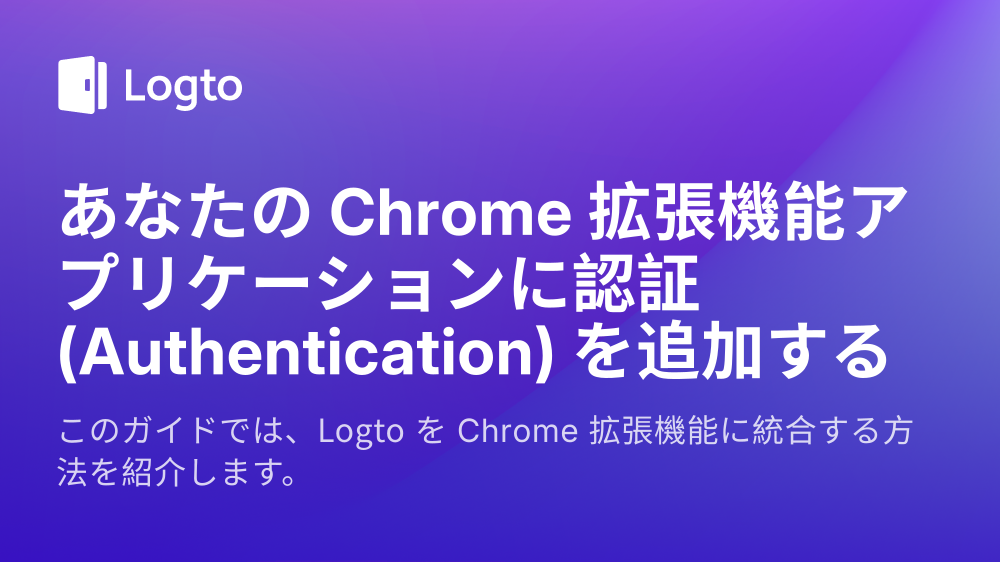 Logto
あなたの Chrome 拡張機能ア
プリケーションに認証
(Authentication) を追加する
このガイドでは、Logto を Chrome 拡張機能に統合する方
法を紹介します。